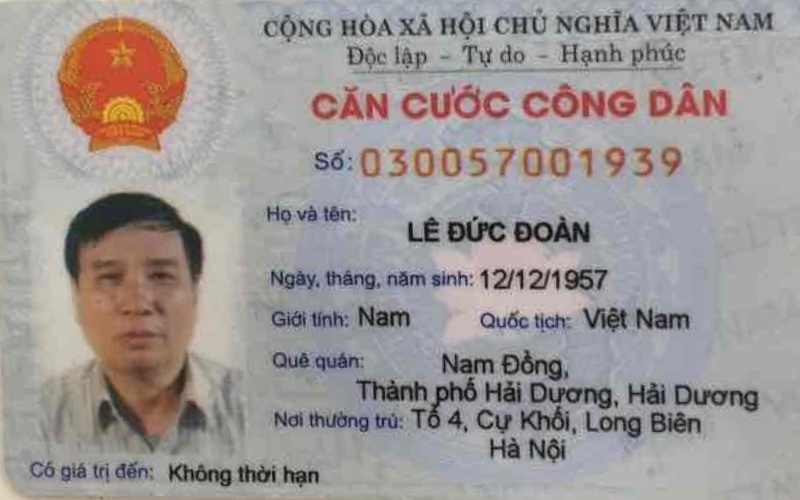 CỘNG HÒA XÃ HỘI CHỦ NGHĨA VIỆT NAM
Độc lập - Tự do - Hạnh phúc
CĂN CƯỚC CÔNG DÂN
Số: 030057001939
Họ và tên:
LÊ ĐỨC ĐOÀN
Ngày, tháng, năm sinh: 12/12/1957
Giới tính: Nam Quốc tịch: Việt Nam
Quê quán: Nam Đồng,
Thành phố Hải Dương, Hải Dương
Nơi thường trú: Tổ 4, Cự Khối, Long Biên
Hà Nội
Có giá trị đến: Không thời hạn